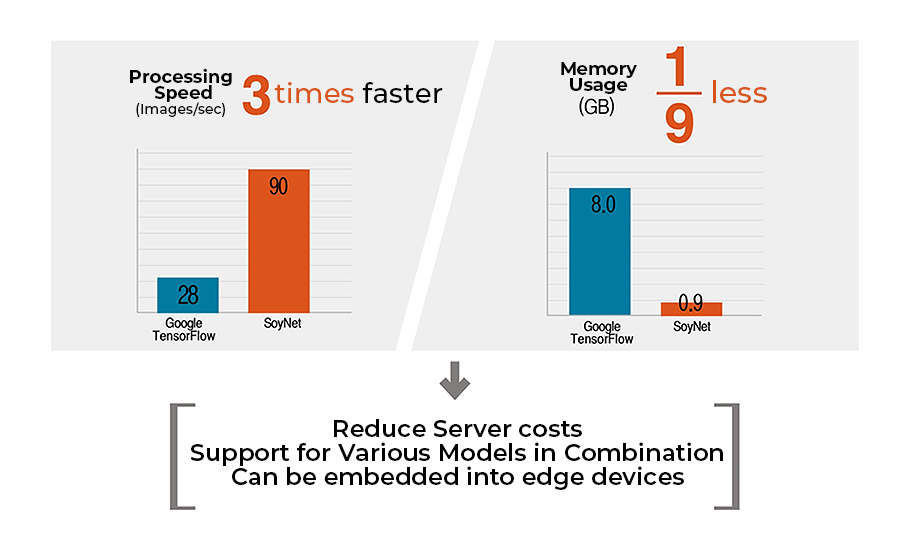 Processing
Speed
(Images/sec)
3 times faster
90
28
Google
TensorFlow
SoyNet
Memory
Usage
(GB)
1
9
less
8.0
0.9
Google
TensorFlow
SoyNet
Reduce Server costs
Support for Various Models in Combination
Can be embedded into edge devices